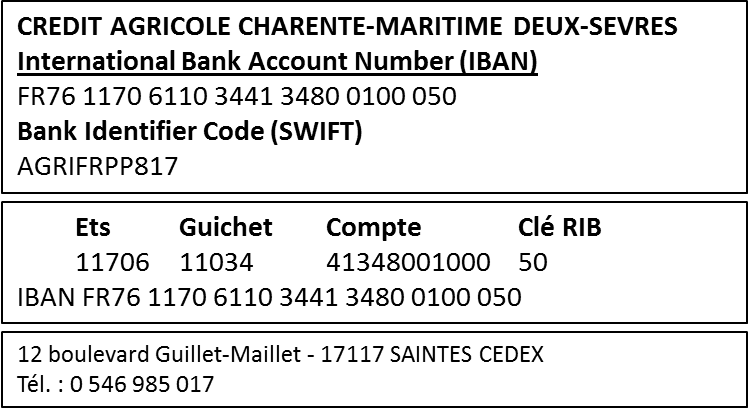 CREDIT AGRICOLE CHARENTE-MARITIME DEUX-SEVRES
International Bank Account Number (IBAN)
FR76 1170 6110 3441 3480 0100 050
Bank Identifier Code (SWIFT)
AGRIFRPP817
Ets Guichet Compte Clé RIB
11706 11034 41348001000 50
IBAN FR76 1170 6110 3441 3480 0100 050
12 boulevard Guillet-Maillet - 17117 SAINTES CEDEX
Tél. : 0 546 985 017